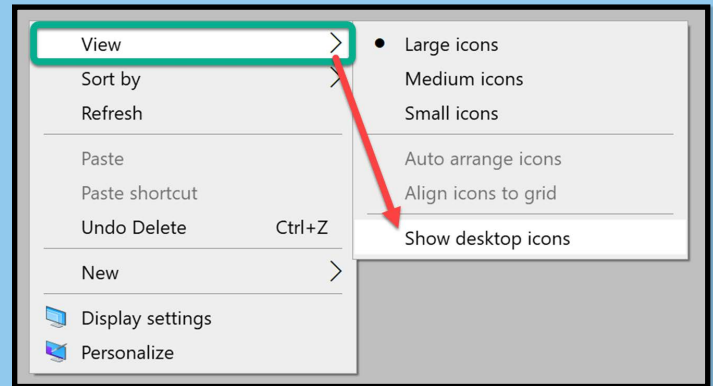 View
Sort by
Refresh
Paste
Paste shortcut
Undo Delete Ctrl+Z
New
Display settings
Personalize
Large icons
Medium icons
Small icons
Auto arrange icons
Align icons to grid
Show desktop icons